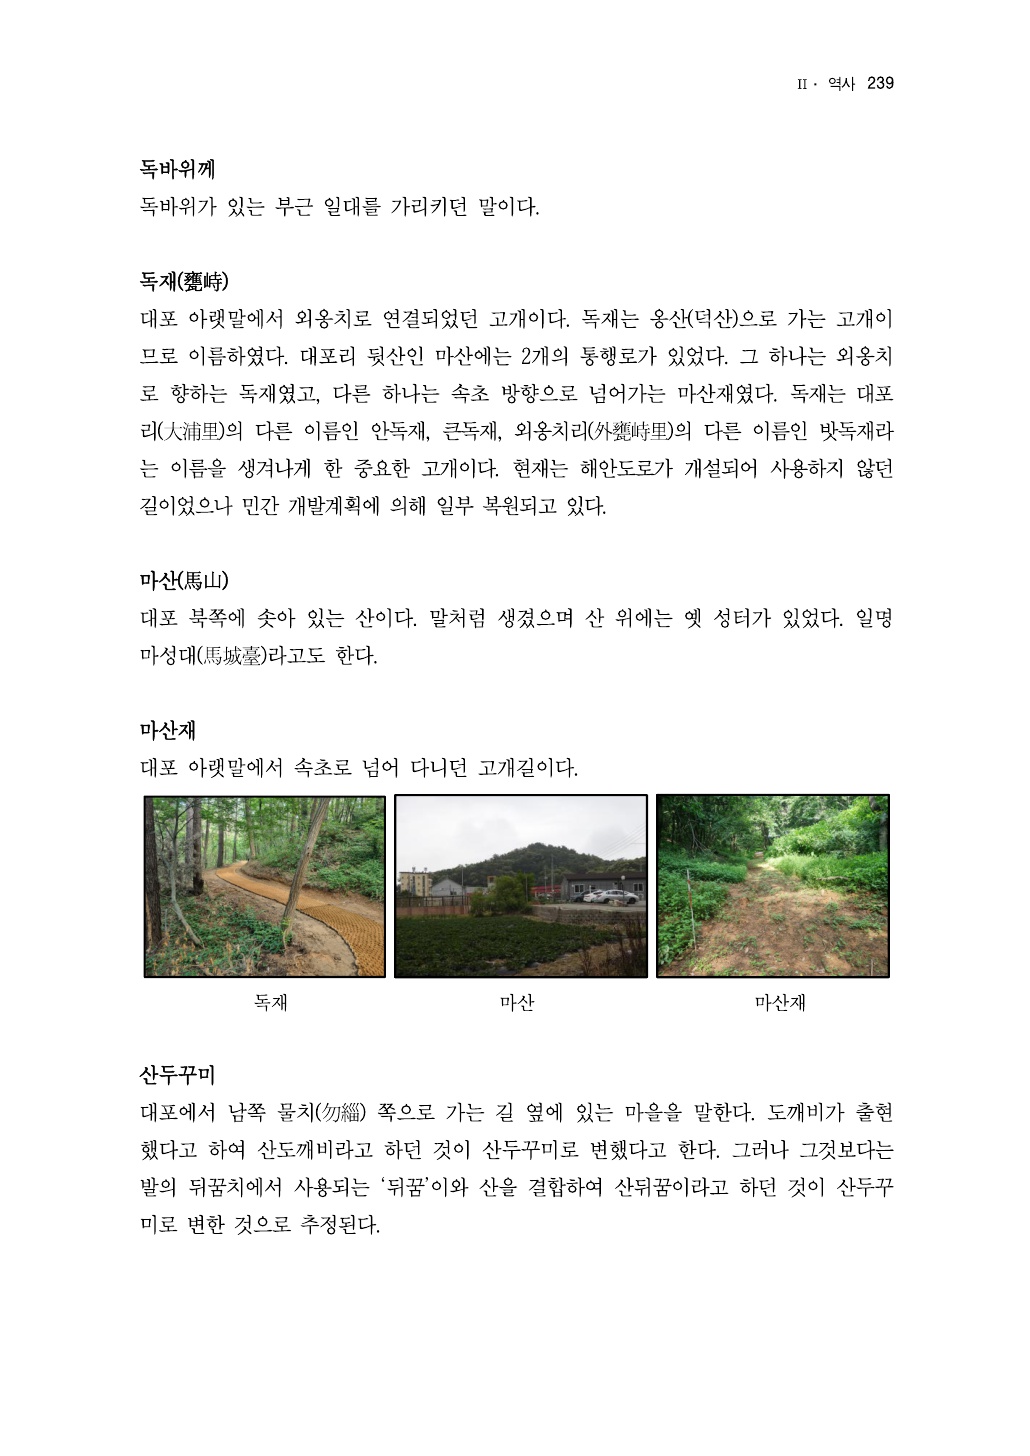 II · 역사 239
독바위께
독바위가 있는 부근 일대를 가리키던 말이다.
독재(甕峙)
대포 아랫말에서 외옹치로 연결되었던 고개이다. 독재는 옹산(덕산)으로 가는 고개이
므로 이름하였다. 대포리 뒷산인 마산에는 2개의 통행로가 있었다. 그 하나는 외옹치
로 향하는 독재였고, 다른 하나는 속초 방향으로 넘어가는 마산재였다. 독재는 대포
리(大浦里)의 다른 이름인 안독재, 큰독재, 외옹치리(外甕峙里)의 다른 이름인 밧독재라
는 이름을 생겨나게 한 중요한 고개이다. 현재는 해안도로가 개설되어 사용하지 않던
길이었으나 민간 개발계획에 의해 일부 복원되고 있다.
마산(馬山)
대포 북쪽에 솟아 있는 산이다. 말처럼 생겼으며 산 위에는 옛 성터가 있었다. 일명
마성대(馬城臺)라고도 한다.
마산재
대포 아랫말에서 속초로 넘어 다니던 고개길이다.
독재
마산
마산재
산두꾸미
대포에서 남쪽 물치(勿緇) 쪽으로 가는 길 옆에 있는 마을을 말한다. 도깨비가 출현
했다고 하여 산도깨비라고 하던 것이 산두꾸미로 변했다고 한다. 그러나 그것보다는
발의 뒤꿈치에서 사용되는 ‘뒤꿈’이와 산을 결합하여 산뒤꿈이라고 하던 것이 산두꾸
미로 변한 것으로 추정된다.